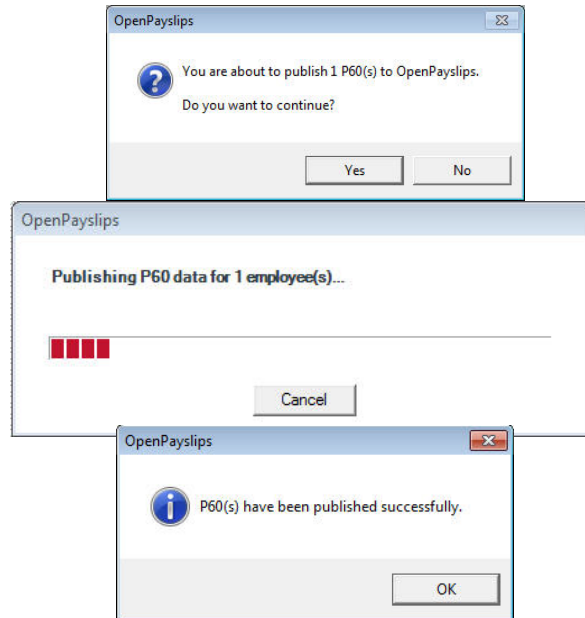 OpenPayslips
You are about to publish 1 P60(s) to OpenPayslips.
Do you want to continue?
Yes No
OpenPayslips
Publishing P60 data for 1 employee(s)...
Cancel
OpenPayslips
P60(s) have been published successfully.
OK